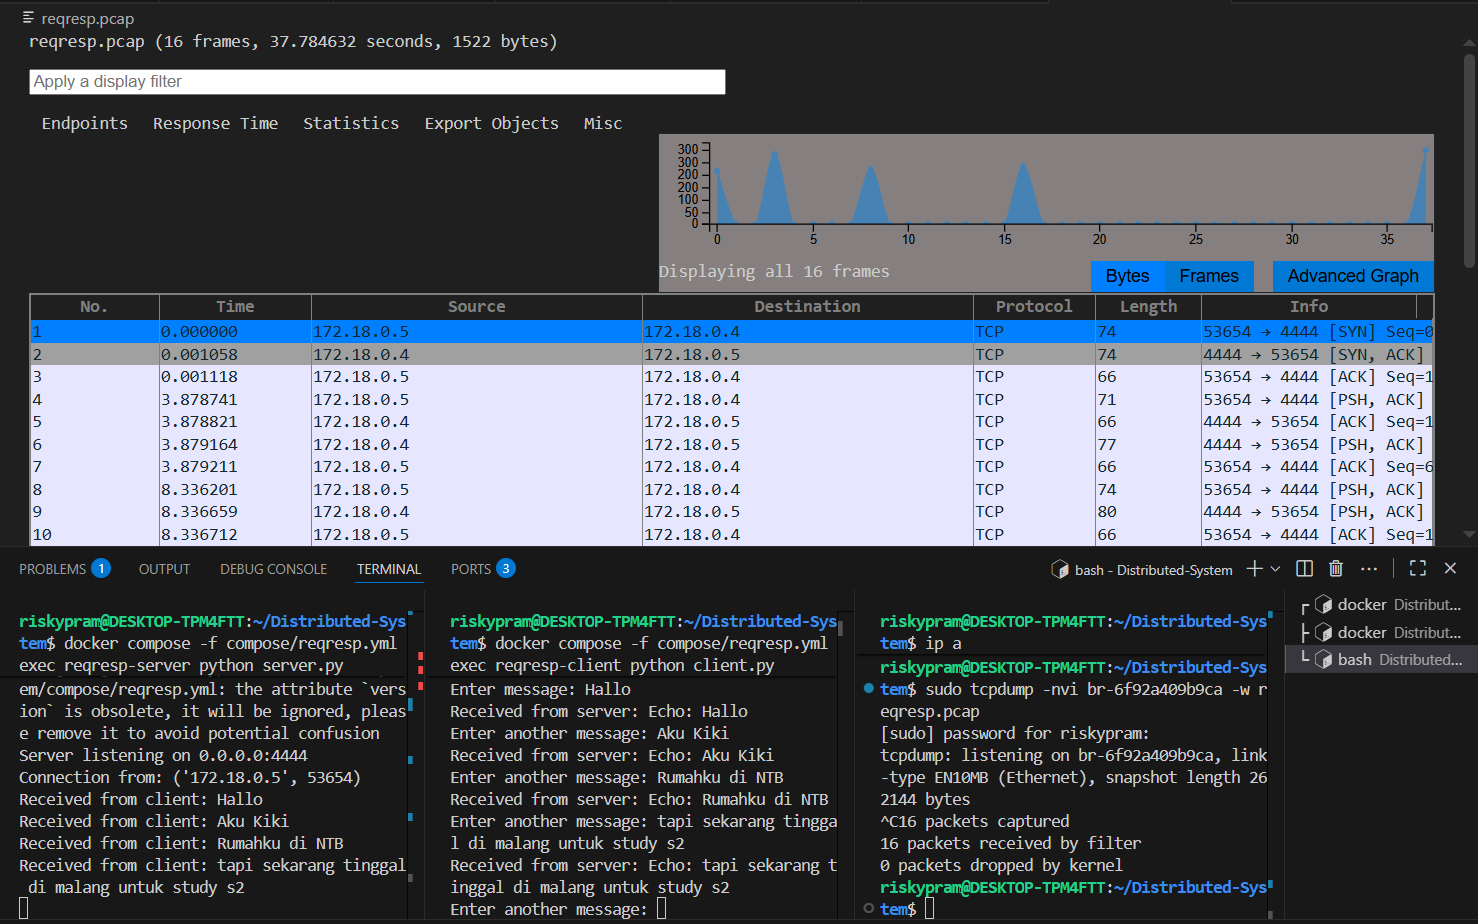 reqresp.pcap
reqresp.pcap (16 frames, 37.784632 seconds, 1522 bytes)
Apply a display filter
Endpoints Response Time Statistics Export Objects Misc
300
300
200
200
100
50
0
0 5 10 15 20 25 30 35
Displaying all 16 frames
Bytes Frames Advanced Graph
No. Time Source Destination Protocol Length Info
1 0.000000 172.18.0.5 172.18.0.4 TCP 74 53654 → 4444 [SYN] Seq=0
2 0.001058 172.18.0.4 172.18.0.5 TCP 74 4444 → 53654 [SYN, ACK]
3 0.001118 172.18.0.5 172.18.0.4 TCP 66 53654 → 4444 [ACK] Seq=1
4 3.878741 172.18.0.5 172.18.0.4 TCP 71 53654 → 4444 [PSH, ACK]
5 3.878821 172.18.0.4 172.18.0.5 TCP 66 4444 → 53654 [ACK] Seq=1
6 3.879164 172.18.0.4 172.18.0.5 TCP 77 4444 → 53654 [PSH, ACK]
7 3.879211 172.18.0.5 172.18.0.4 TCP 66 53654 → 4444 [ACK] Seq=6
8 8.336201 172.18.0.5 172.18.0.4 TCP 74 53654 → 4444 [PSH, ACK]
9 8.336659 172.18.0.4 172.18.0.5 TCP 80 4444 → 53654 [PSH, ACK]
10 8.336712 172.18.0.5 172.18.0.4 TCP 66 53654 → 4444 [ACK] Seq=1
PROBLEMS 1 OUTPUT DEBUG CONSOLE TERMINAL PORTS 3
bash - Distributed-System
riskypram@DESKTOP-TPM4FTT:~/Distributed-Sys
tem$ docker compose -f compose/reqresp.yml
exec reqresp-server python server.py
em/compose/reqresp.yml: the attribute `vers
ion` is obsolete, it will be ignored, pleas
e remove it to avoid potential confusion
Server listening on 0.0.0.0:4444
Connection from: ('172.18.0.5', 53654)
Received from client: Hallo
Received from client: Aku Kiki
Received from client: Rumahku di NTB
Received from client: tapi sekarang tinggal
di malang untuk study s2
riskypram@DESKTOP-TPM4FTT:~/Distributed-Sys
tem$ docker compose -f compose/reqresp.yml
exec reqresp-client python client.py
Enter message: Hallo
Received from server: Echo: Hallo
Enter another message: Aku Kiki
Received from server: Echo: Aku Kiki
Enter another message: Rumahku di NTB
Received from server: Echo: Rumahku di NTB
Enter another message: tapi sekarang tingga
l di malang untuk study s2
Received from server: Echo: tapi sekarang t
inggal di malang untuk study s2
Enter another message:
riskypram@DESKTOP-TPM4FTT:~/Distributed-Sys
tem$ ip a
riskypram@DESKTOP-TPM4FTT:~/Distributed-Sys
tem$ sudo tcpdump -nvi br-6f92a409b9ca -w r
eqresp.pcap
[sudo] password for riskypram:
tcpdump: listening on br-6f92a409b9ca, link
-type EN10MB (Ethernet), snapshot length 26
2144 bytes
^C16 packets captured
16 packets received by filter
0 packets dropped by kernel
riskypram@DESKTOP-TPM4FTT:~/Distributed-Sys
tem$
docker Distribut...
docker Distribut...
bash Distributed...